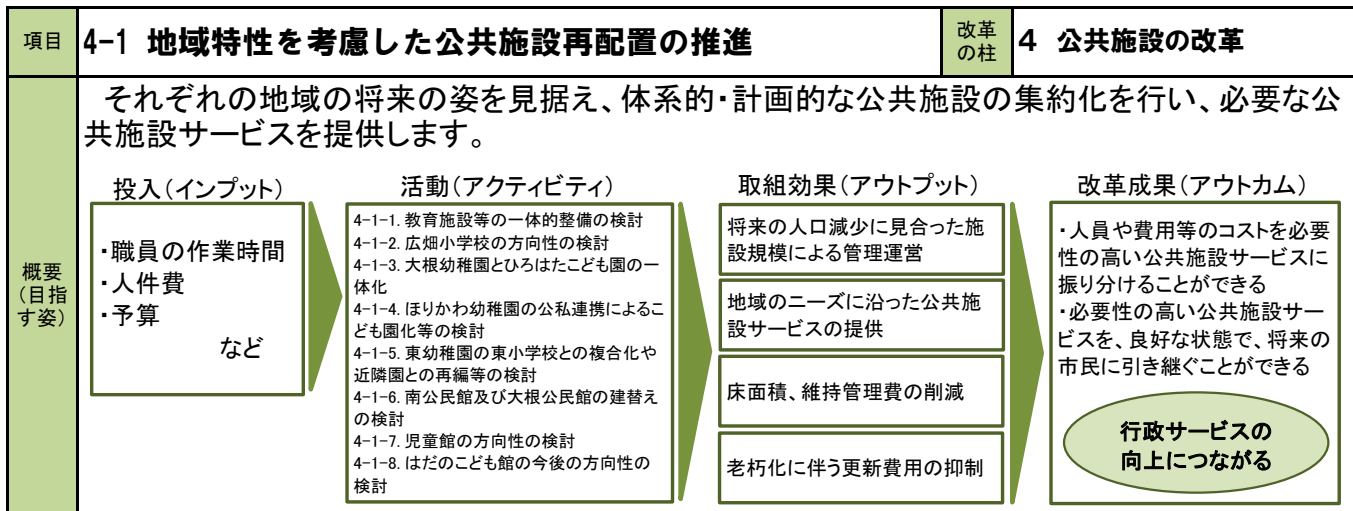 項目
4-1 地域特性を考慮した公共施設再配置の推進
改革
の柱
4 公共施設の改革
概要
(目指
す姿)
それぞれの地域の将来の姿を見据え、体系的・計画的な公共施設の集約化を行い、必要な公
共施設サービスを提供します。
投入(インプット)
・職員の作業時間
・人件費
・予算
など
活動(アクティビティ)
4-1-1. 教育施設等の一体的整備の検討
4-1-2. 広畑小学校の方向性の検討
4-1-3. 大根幼稚園とひろはたこども園の一
体化
4-1-4. ほりかわ幼稚園の公私連携によるこ
ども園化等の検討
4-1-5. 東幼稚園の東小学校との複合化や
近隣園との再編等の検討
4-1-6. 南公民館及び大根公民館の建替え
の検討
4-1-7. 児童館の方向性の検討
4-1-8. はだのこども館の今後の方向性の
検討
取組効果(アウトプット)
将来の人口減少に見合った施
設規模による管理運営
地域のニーズに沿った公共施
設サービスの提供
床面積、維持管理費の削減
老朽化に伴う更新費用の抑制
改革成果(アウトカム)
・人員や費用等のコストを必要
性の高い公共施設サービスに
振り分けることができる
・必要性の高い公共施設サー
ビスを、良好な状態で、将来の
市民に引き継ぐことができる
行政サービスの
向上につながる